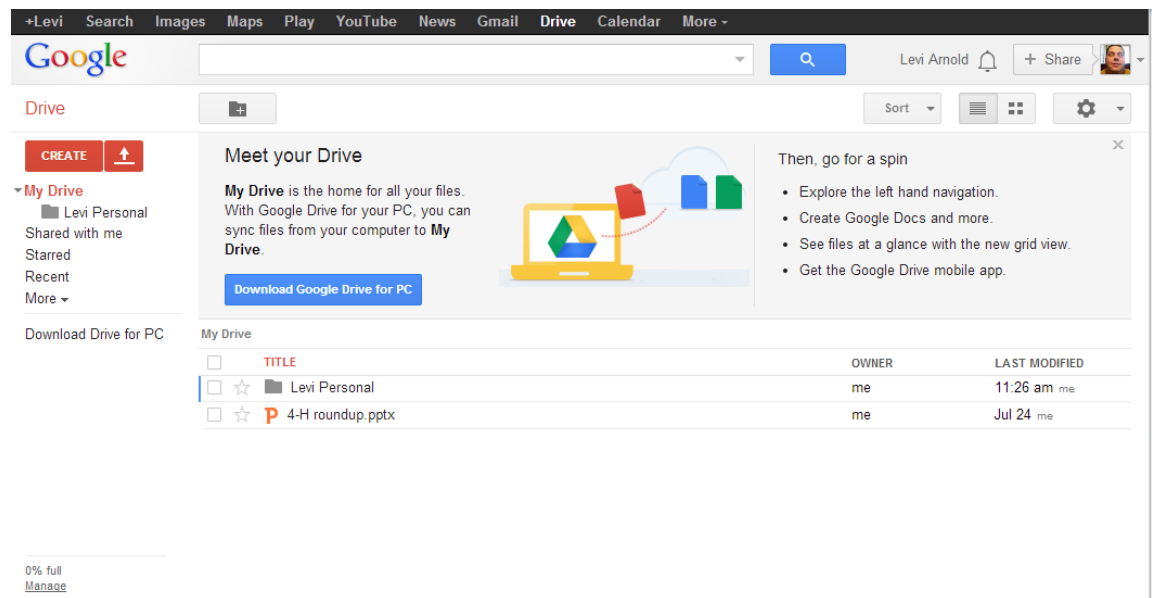 +Levi Search Images Maps Play YouTube News Gmail Drive Calendar More
Google
Levi Arnold
+ Share
Drive
Sort
CREATE
My Drive
Levi Personal
Shared with me
Starred
Recent
More
Download Drive for PC
Meet your Drive
My Drive is the home for all your files.
With Google Drive for your PC, you can
sync files from your computer to My
Drive.
Download Google Drive for PC
Then, go for a spin
• Explore the left hand navigation.
• Create Google Docs and more.
• See files at a glance with the new grid view.
• Get the Google Drive mobile app.
My Drive
TITLE OWNER LAST MODIFIED
Levi Personal me 11:26 am me
P 4-H roundup.pptx me Jul 24 me
0% full
Manage